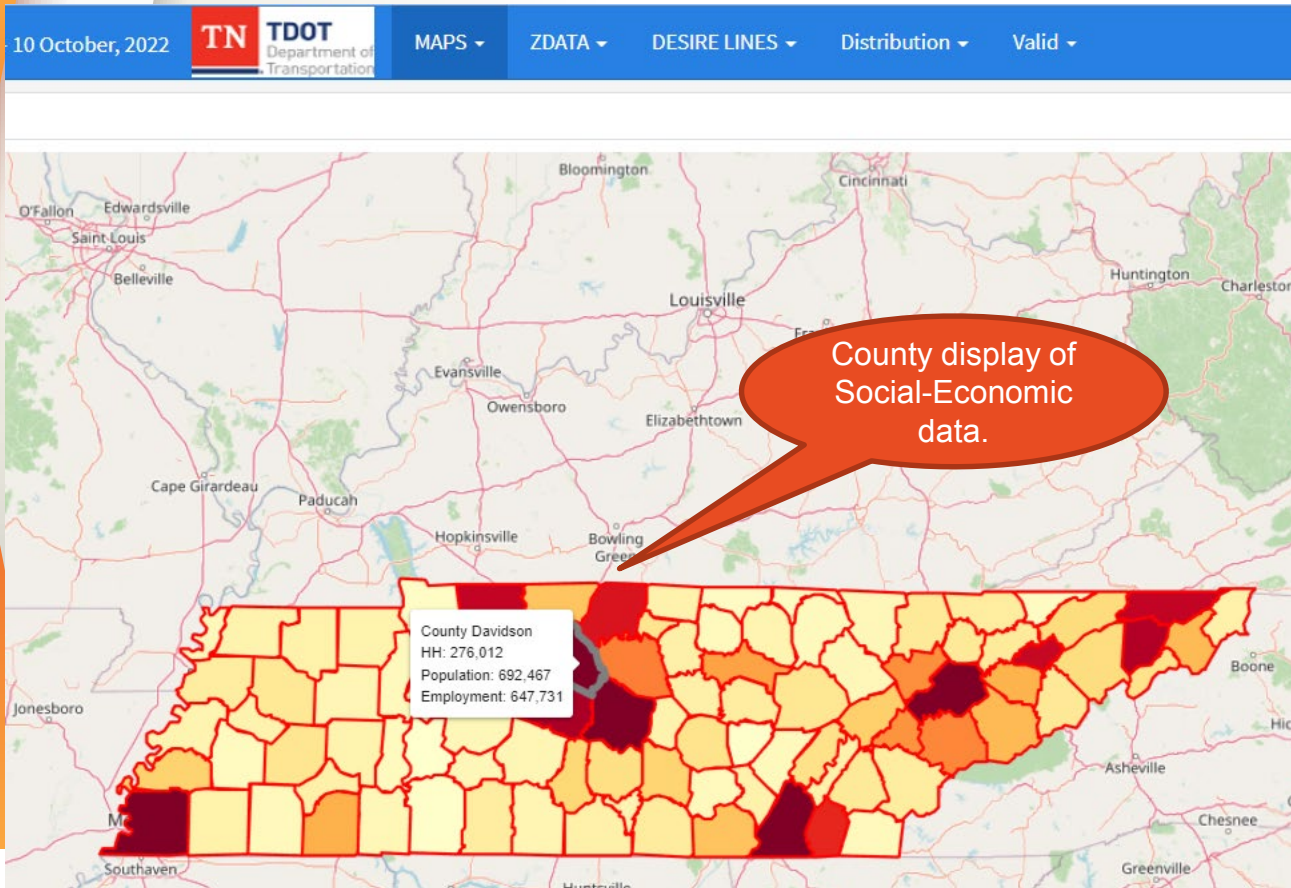 10 October, 2022
TN
TDOT
Department of
Transportation
MAPS
ZDATA
DESIRE LINES
Distribution
Valid
Bloomington
Cincinnati
O'Fallon
Edwardsville
Saint Louis
Belleville
Huntington
Charleston
Louisville
County display of
Social-Economic
data.
Evansville
Owensboro
Elizabethtown
Cape Girardeau
Paducah
Hopkinsville
Bowling
Green
County Davidson
HH: 276,012
Population: 692,467
Employment: 647,731
Boone
Jonesboro
Asheville
Chesnee
Southaven
Greenville
Huntsville